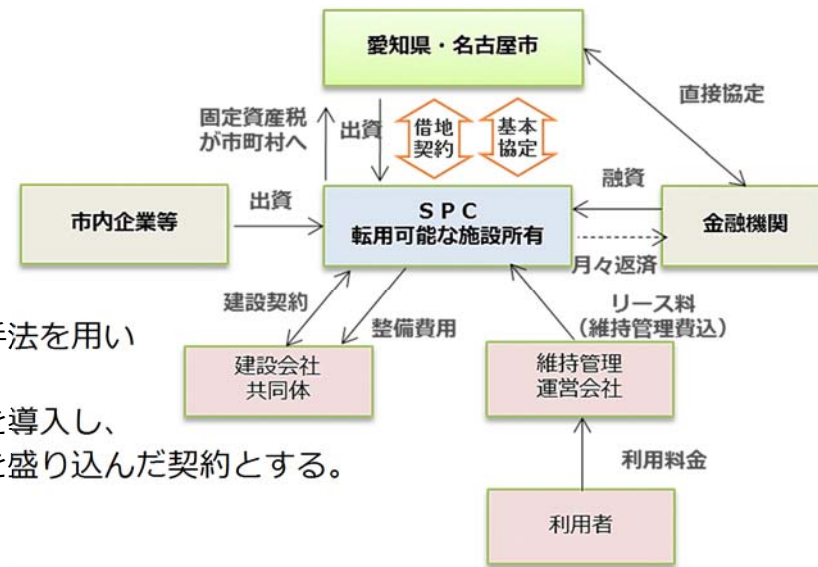 愛知県・名古屋市
直接協定
固定資産税
が市町村へ
出資
借地
契約
基本
協定
市内企業等
出資
ＳＰＣ
転用可能な施設所有
融資
金融機関
月々返済
建設契約
整備費用
リース料
（維持管理費込）
手法を用い
建設会社
共同体
維持管理
運営会社
を導入し、
を盛り込んだ契約とする。
利用料金
利用者